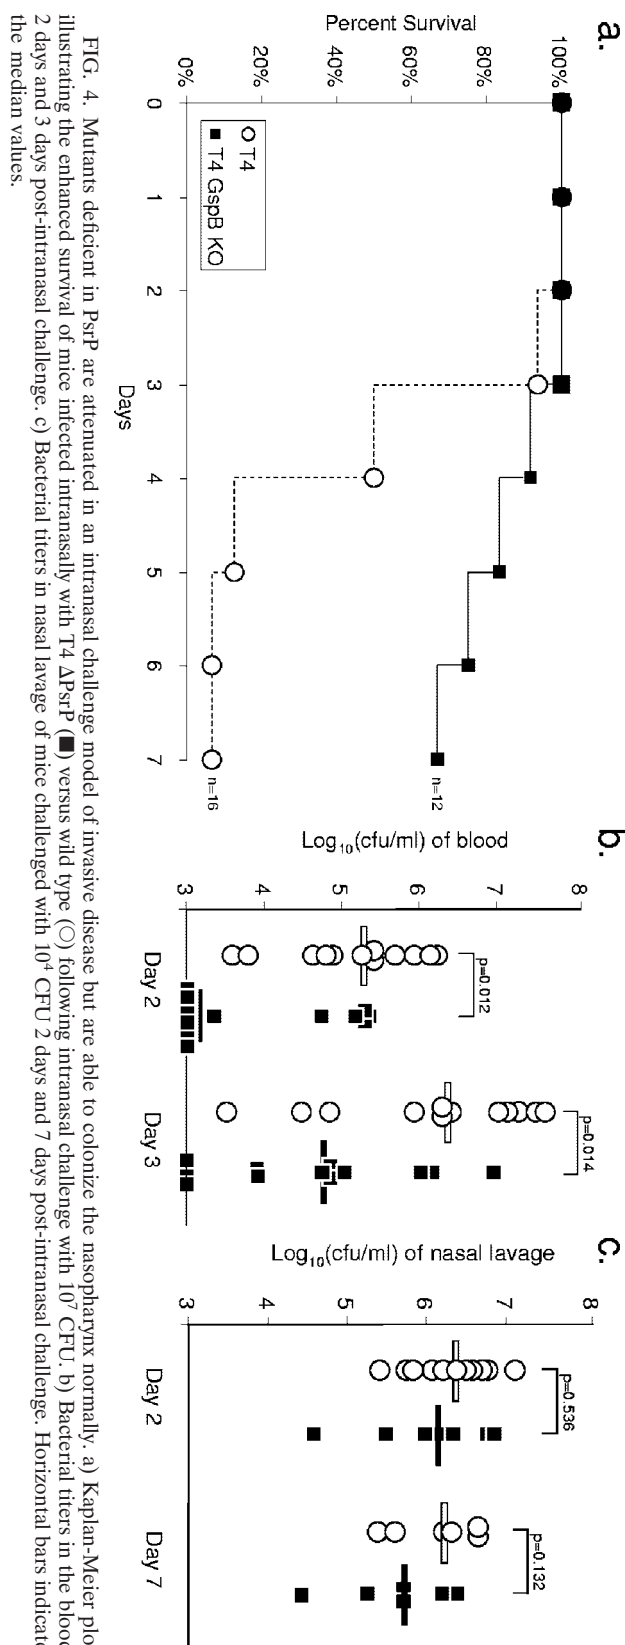 a.
Percent Survival
100%
80%
60%
40%
20%
0%
0 1 2 3 4 5 6 7
Days
T4
T4 GspB KO
n=12
n=16
b.
Log10(cfu/ml) of blood
8
7
6
5
4
3
p=0.012
p=0.014
Day 2 Day 3
c.
Log10(cfu/ml) of nasal lavage
8
7
6
5
4
3
p=0.536
p=0.132
Day 2 Day 7
FIG. 4. Mutants deficient in PsrP are attenuated in an intranasal challenge model of invasive disease but are able to colonize the nasopharynx normally. a) Kaplan-Meier plo
illustrating the enhanced survival of mice infected intranasally with T4 ΔPsrP (■) versus wild type (○) following intranasal challenge with 10⁷ CFU. b) Bacterial titers in the blood
2 days and 3 days post-intranasal challenge. c) Bacterial titers in nasal lavage of mice challenged with 10⁴ CFU 2 days and 7 days post-intranasal challenge. Horizontal bars indicate
the median values.